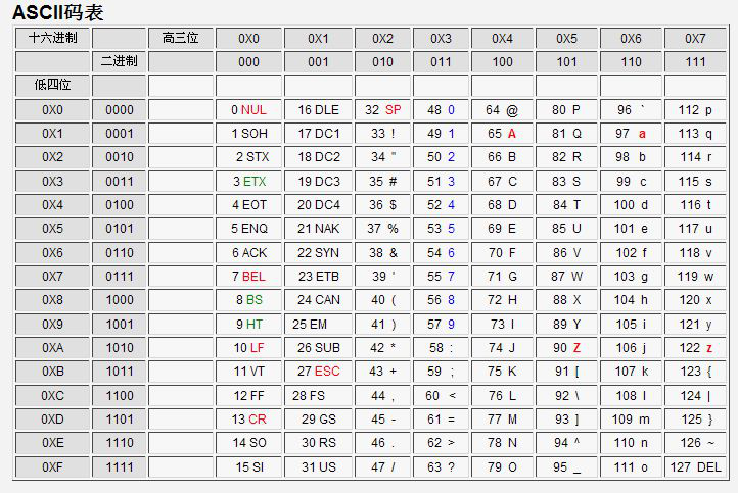 ASCII码表
十六进制 高三位 0X0 0X1 0X2 0X3 0X4 0X5 0X6 0X7
二进制 000 001 010 011 100 101 110 111
低四位
0X0 0000 0 NUL 16 DLE 32 SP 48 0 64 @ 80 P 96 ` 112 p
0X1 0001 1 SOH 17 DC1 33 ! 49 1 65 A 81 Q 97 a 113 q
0X2 0010 2 STX 18 DC2 34 " 50 2 66 B 82 R 98 b 114 r
0X3 0011 3 ETX 19 DC3 35 # 51 3 67 C 83 S 99 c 115 s
0X4 0100 4 EOT 20 DC4 36 $ 52 4 68 D 84 T 100 d 116 t
0X5 0101 5 ENQ 21 NAK 37 % 53 5 69 E 85 U 101 e 117 u
0X6 0110 6 ACK 22 SYN 38 & 54 6 70 F 86 V 102 f 118 v
0X7 0111 7 BEL 23 ETB 39 ' 55 7 71 G 87 W 103 g 119 w
0X8 1000 8 BS 24 CAN 40 ( 56 8 72 H 88 X 104 h 120 x
0X9 1001 9 HT 25 EM 41 ) 57 9 73 I 89 Y 105 i 121 y
0XA 1010 10 LF 26 SUB 42 * 58 : 74 J 90 Z 106 j 122 z
0XB 1011 11 VT 27 ESC 43 + 59 ; 75 K 91 [ 107 k 123 {
0XC 1100 12 FF 28 FS 44 , 60 < 76 L 92 \ 108 l 124 |
0XD 1101 13 CR 29 GS 45 - 61 = 77 M 93 ] 109 m 125 }
0XE 1110 14 SO 30 RS 46 . 62 > 78 N 94 ^ 110 n 126 ~
0XF 1111 15 SI 31 US 47 / 63 ? 79 O 95 _ 111 o 127 DEL